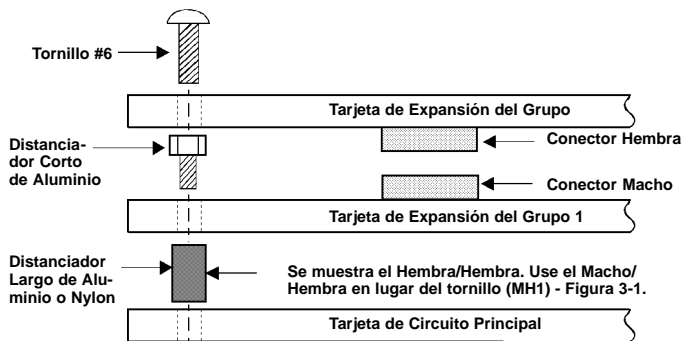 Tornillo #6
Tarjeta de Expansión del Grupo
Distancia-
dor Corto
de Aluminio
Conector Hembra
Conector Macho
Tarjeta de Expansión del Grupo 1
Distanciador
Largo de Alu-
minio o Nylon
Se muestra el Hembra/Hembra. Use el Macho/
Hembra en lugar del tornillo (MH1) - Figura 3-1.
Tarjeta de Circuito Principal